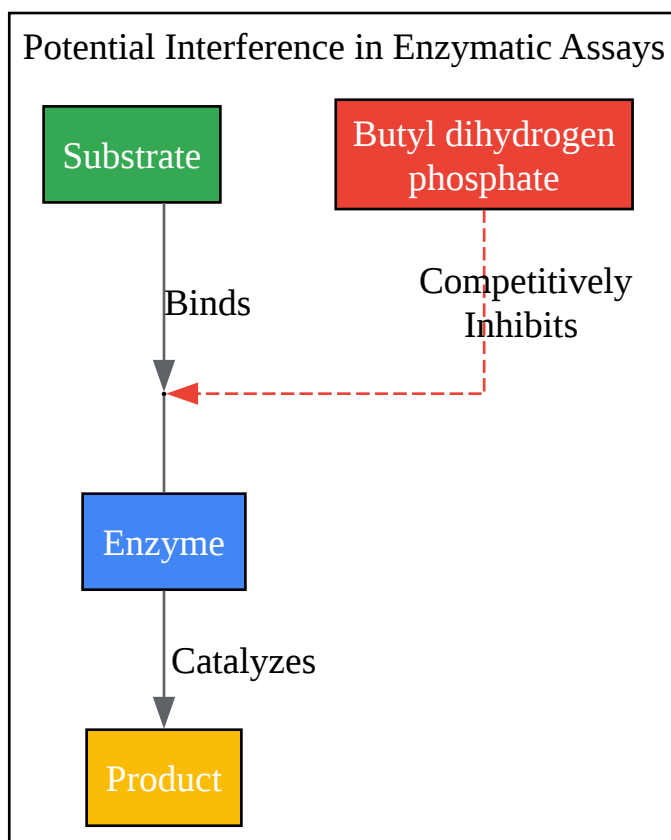 Potential Interference in Enzymatic Assays
Substrate
Butyl dihydrogen
phosphate
Binds
Competitively
Inhibits
Enzyme
Catalyzes
Product